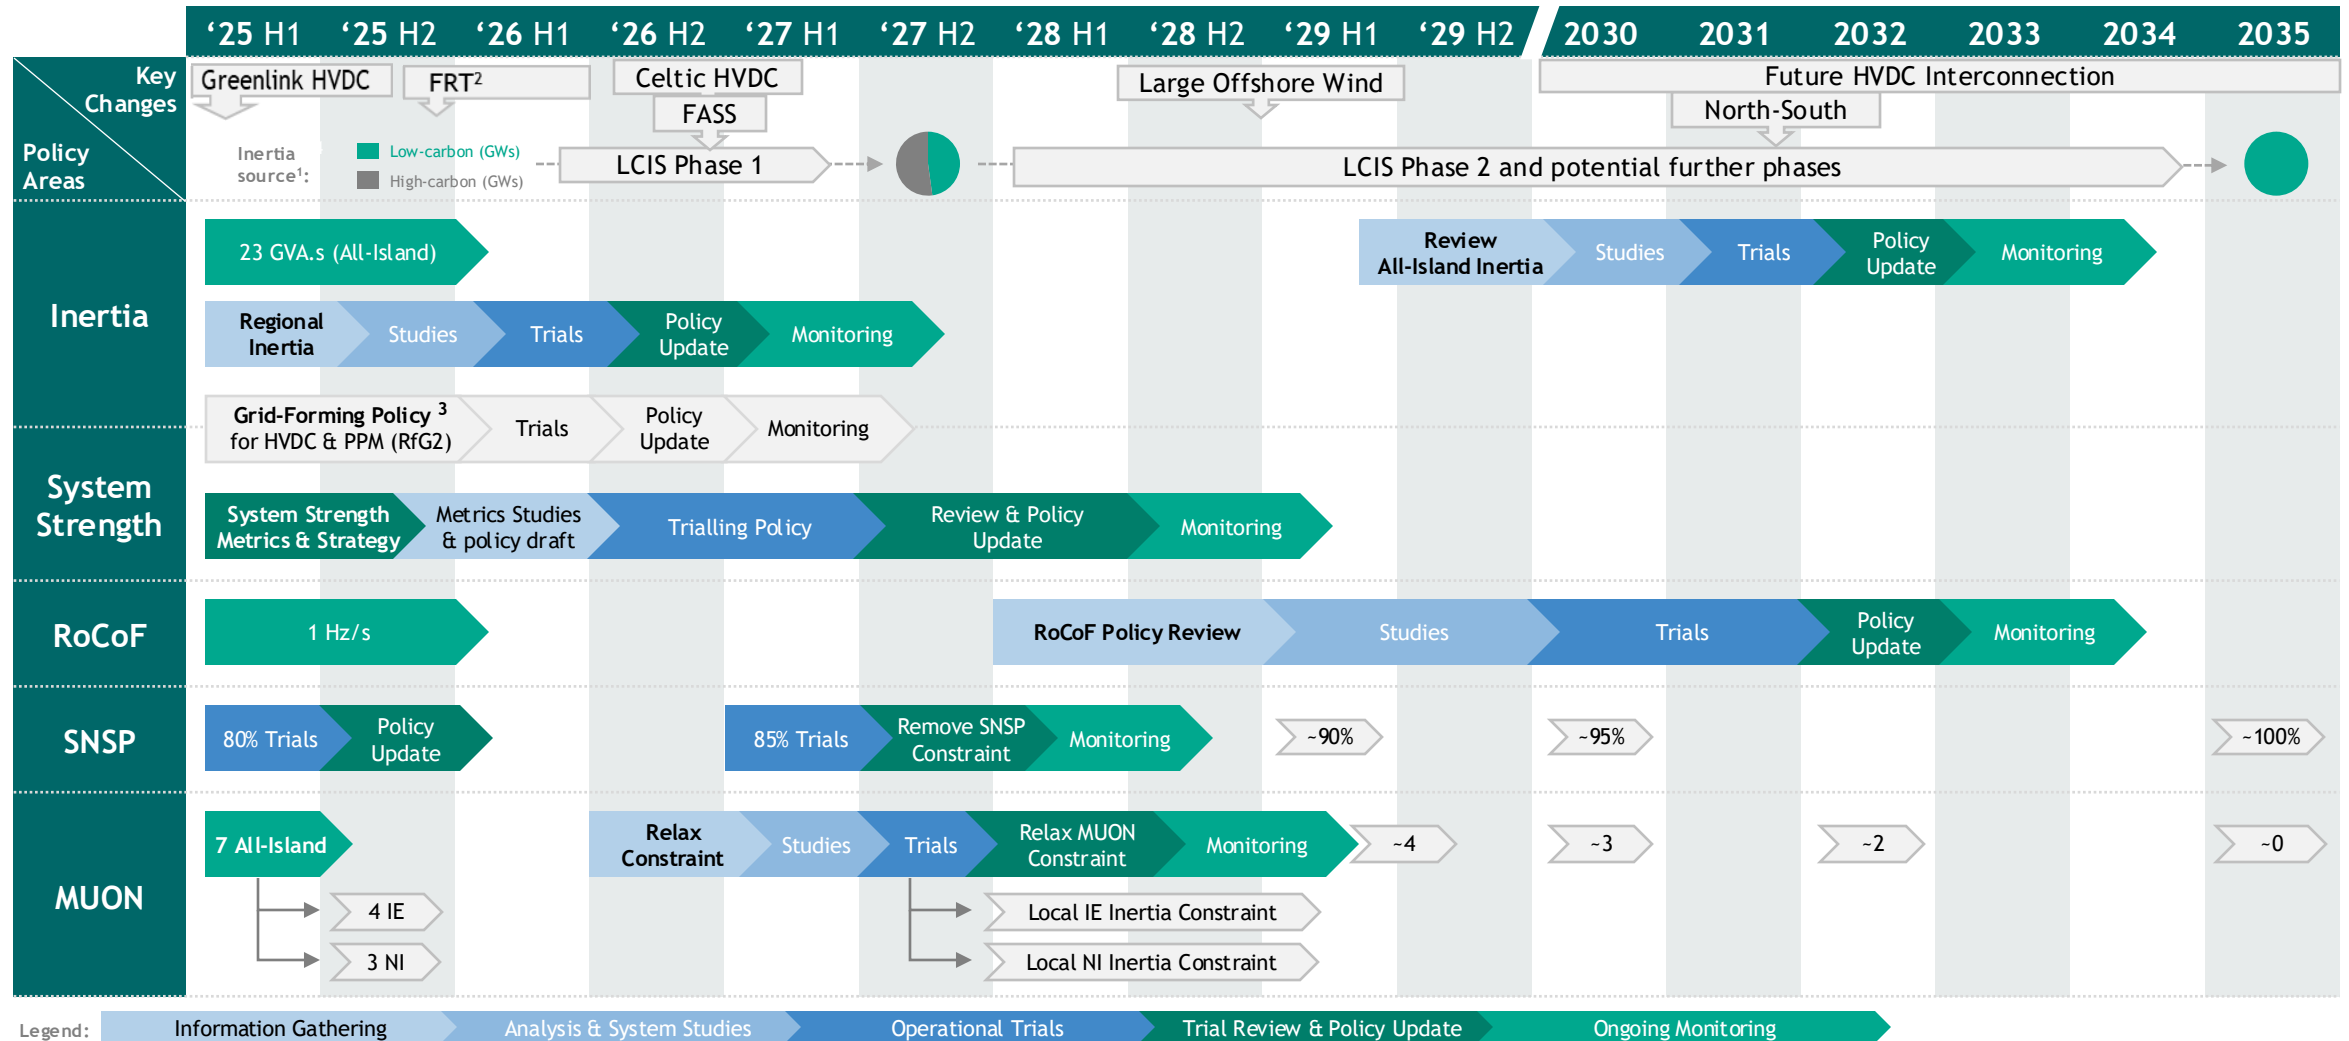 ‘25 H1 ‘25 H2 ‘26 H1 ‘26 H2 ‘27 H1 ‘27 H2 ‘28 H1 ‘28 H2 ‘29 H1 ‘29 H2 2030 2031 2032 2033 2034 2035
Key
Changes
Policy
Areas
Greenlink HVDC
FRT²
Celtic HVDC
FASS
Large Offshore Wind
Future HVDC Interconnection
North-South
Inertia
source¹:
Low-carbon (GWs)
High-carbon (GWs)
LCIS Phase 1
LCIS Phase 2 and potential further phases
Inertia
23 GVA.s (All-Island)
Review
All-Island Inertia
Studies
Trials
Policy
Update
Monitoring
Regional
Inertia
Studies
Trials
Policy
Update
Monitoring
Grid-Forming Policy ³
for HVDC & PPM (RfG2)
Trials
Policy
Update
Monitoring
System
Strength
System Strength
Metrics & Strategy
Metrics Studies
& policy draft
Trialling Policy
Review & Policy
Update
Monitoring
RoCoF
1 Hz/s
RoCoF Policy Review
Studies
Trials
Policy
Update
Monitoring
SNSP
80% Trials
Policy
Update
85% Trials
Remove SNSP
Constraint
Monitoring
~90%
~95%
~100%
MUON
7 All-Island
4 IE
3 NI
Relax
Constraint
Studies
Trials
Relax MUON
Constraint
Monitoring
~4
~3
~2
~0
Local IE Inertia Constraint
Local NI Inertia Constraint
Legend:
Information Gathering
Analysis & System Studies
Operational Trials
Trial Review & Policy Update
Ongoing Monitoring